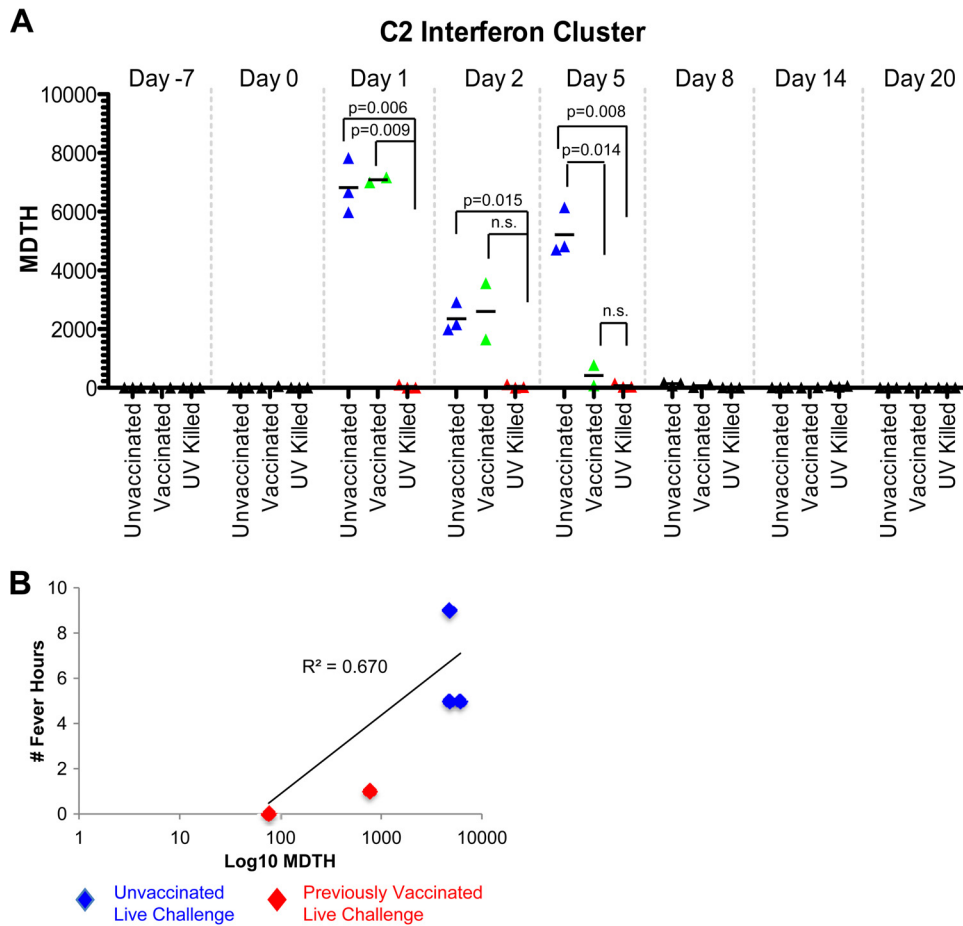 A
C2 Interferon Cluster
Day -7 Day 0 Day 1 Day 2 Day 5 Day 8 Day 14 Day 20
MDTH
10000
8000
6000
4000
2000
0
p=0.006
p=0.009
p=0.015
n.s.
p=0.008
p=0.014
n.s.
Unvaccinated
Vaccinated
UV Killed
Unvaccinated
Vaccinated
UV Killed
Unvaccinated
Vaccinated
UV Killed
Unvaccinated
Vaccinated
UV Killed
Unvaccinated
Vaccinated
UV Killed
Unvaccinated
Vaccinated
UV Killed
Unvaccinated
Vaccinated
UV Killed
Unvaccinated
Vaccinated
UV Killed
B
# Fever Hours
10
8
6
4
2
0
R² = 0.670
1 10 100 1000 10000
Log10 MDTH
Unvaccinated
Live Challenge
Previously Vaccinated
Live Challenge